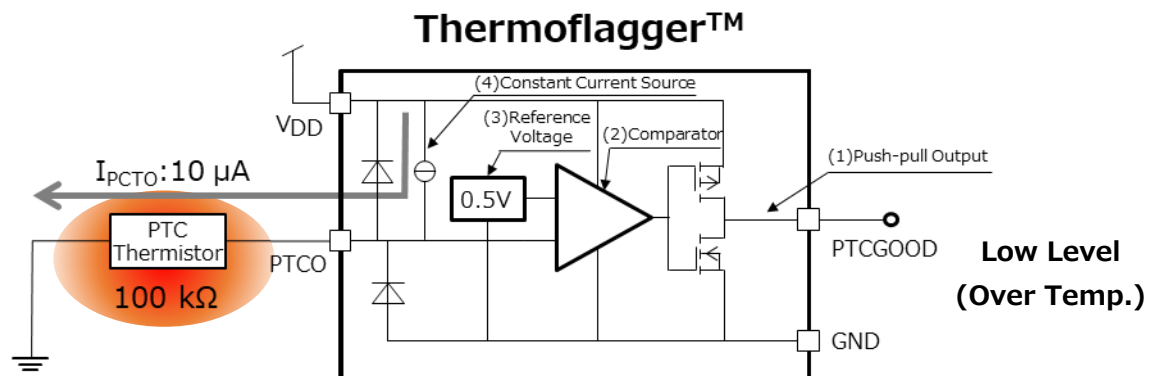 Thermoflagger™
(4)Constant Current Source
VDD
(3)Reference
Voltage
(2)Comparator
(1)Push-pull Output
IPCTO:10 µA
0.5V
PTC
Thermistor
PTCO
100 kΩ
PTCGOOD
Low Level
(Over Temp.)
GND